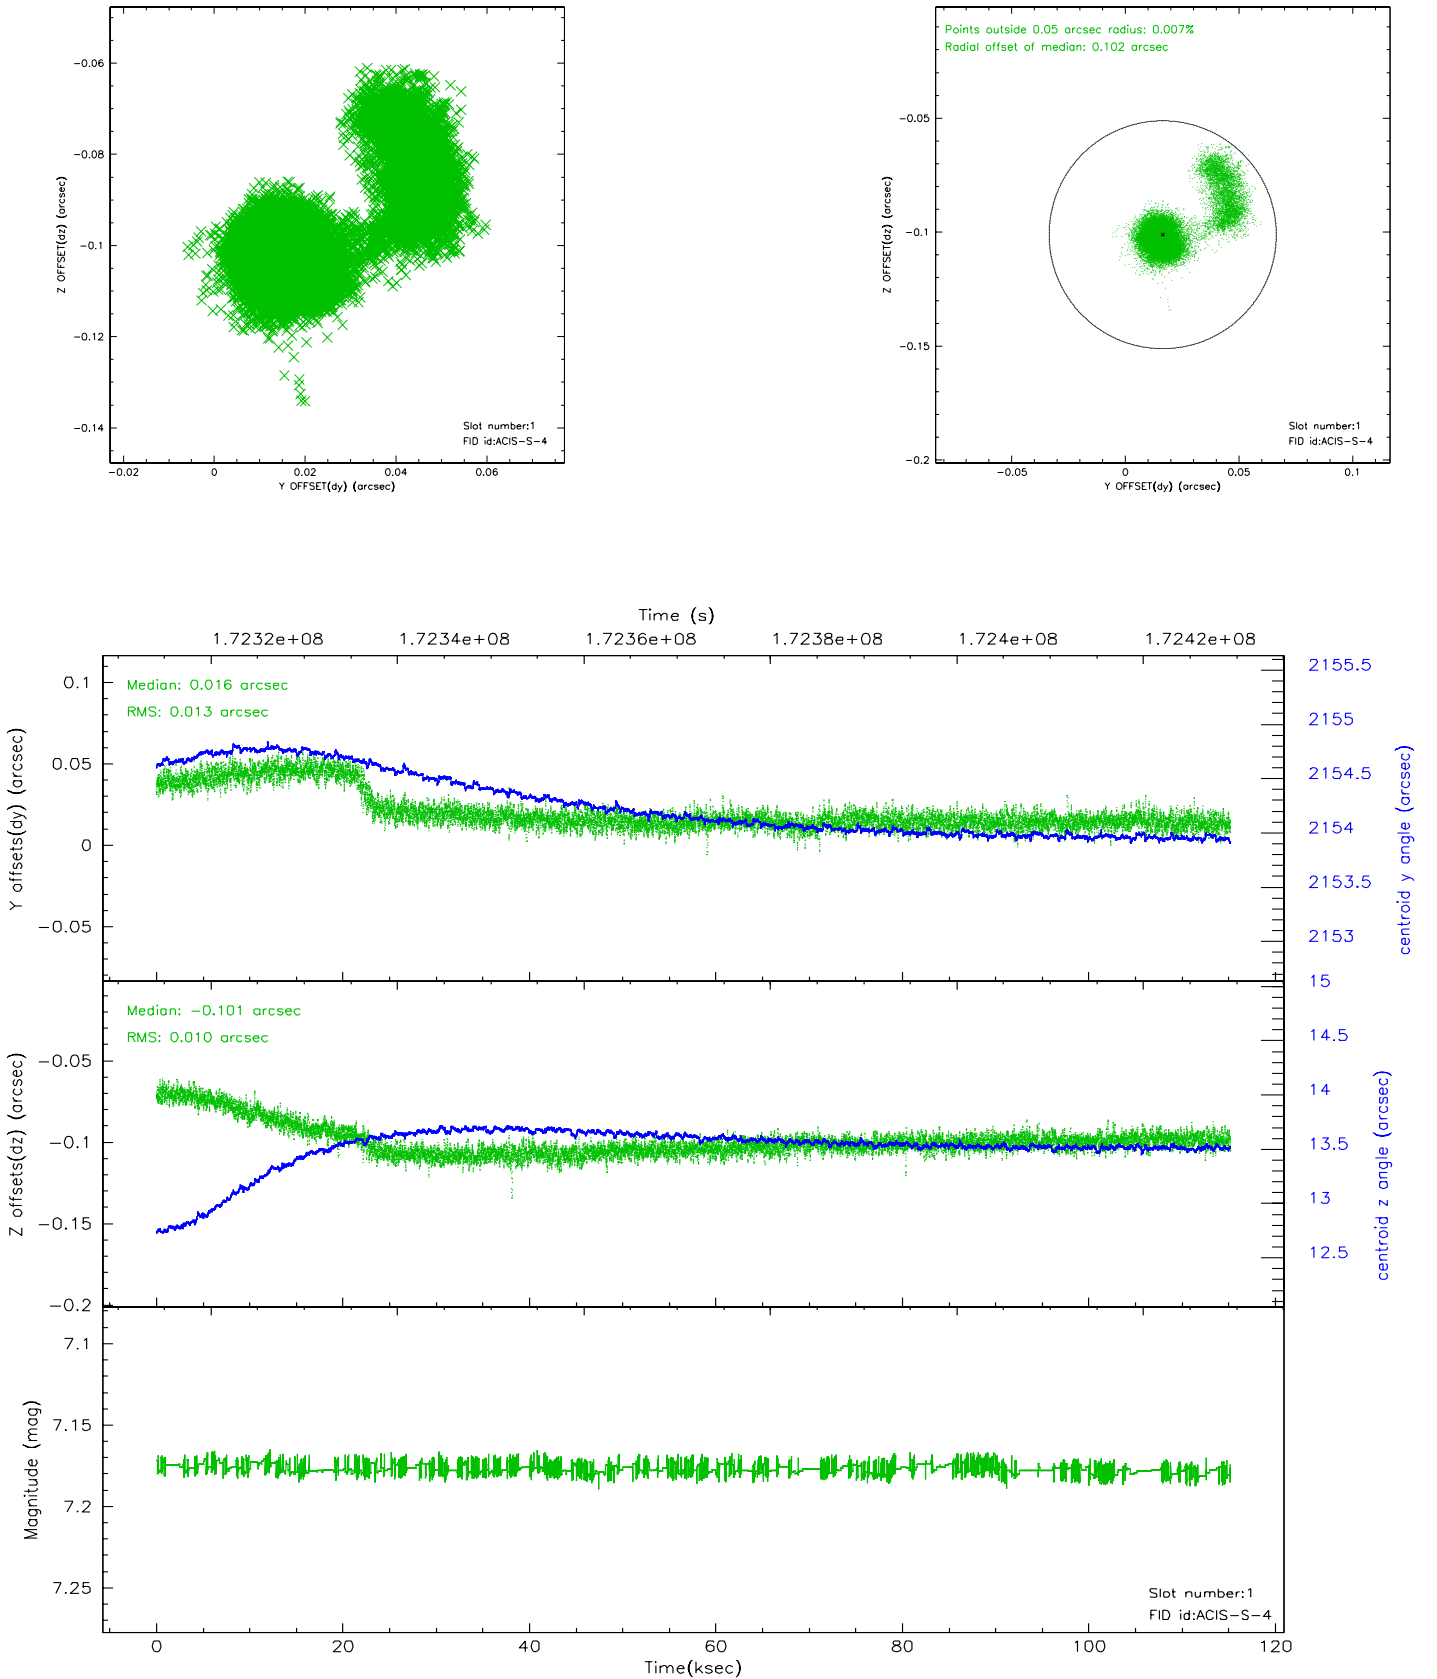 -0.06
-0.08
-0.1
-0.12
-0.14
Z OFFSET(dz) (arcsec)
Slot number:1
FID id:ACIS-S-4
-0.02 0 0.02 0.04 0.06
Y OFFSET(dy) (arcsec)
Points outside 0.05 arcsec radius: 0.007%
Radial offset of median: 0.102 arcsec
-0.05
-0.1
-0.15
-0.2
Z OFFSET(dz) (arcsec)
Slot number:1
FID id:ACIS-S-4
-0.05 0 0.05 0.1
Y OFFSET(dy) (arcsec)
Time (s)
1.7232e+08 1.7234e+08 1.7236e+08 1.7238e+08 1.724e+08 1.7242e+08
Median: 0.016 arcsec
RMS: 0.013 arcsec
0.1
0.05
0
-0.05
Y offsets(dy) (arcsec)
2155.5
2155
2154.5
2154
2153.5
2153
centroid y angle (arcsec)
Median: -0.101 arcsec
RMS: 0.010 arcsec
-0.05
-0.1
-0.15
-0.2
Z offsets(dz) (arcsec)
15
14.5
14
13.5
13
12.5
centroid z angle (arcsec)
7.1
7.15
7.2
7.25
Magnitude (mag)
Slot number:1
FID id:ACIS-S-4
0 20 40 60 80 100 120
Time(ksec)